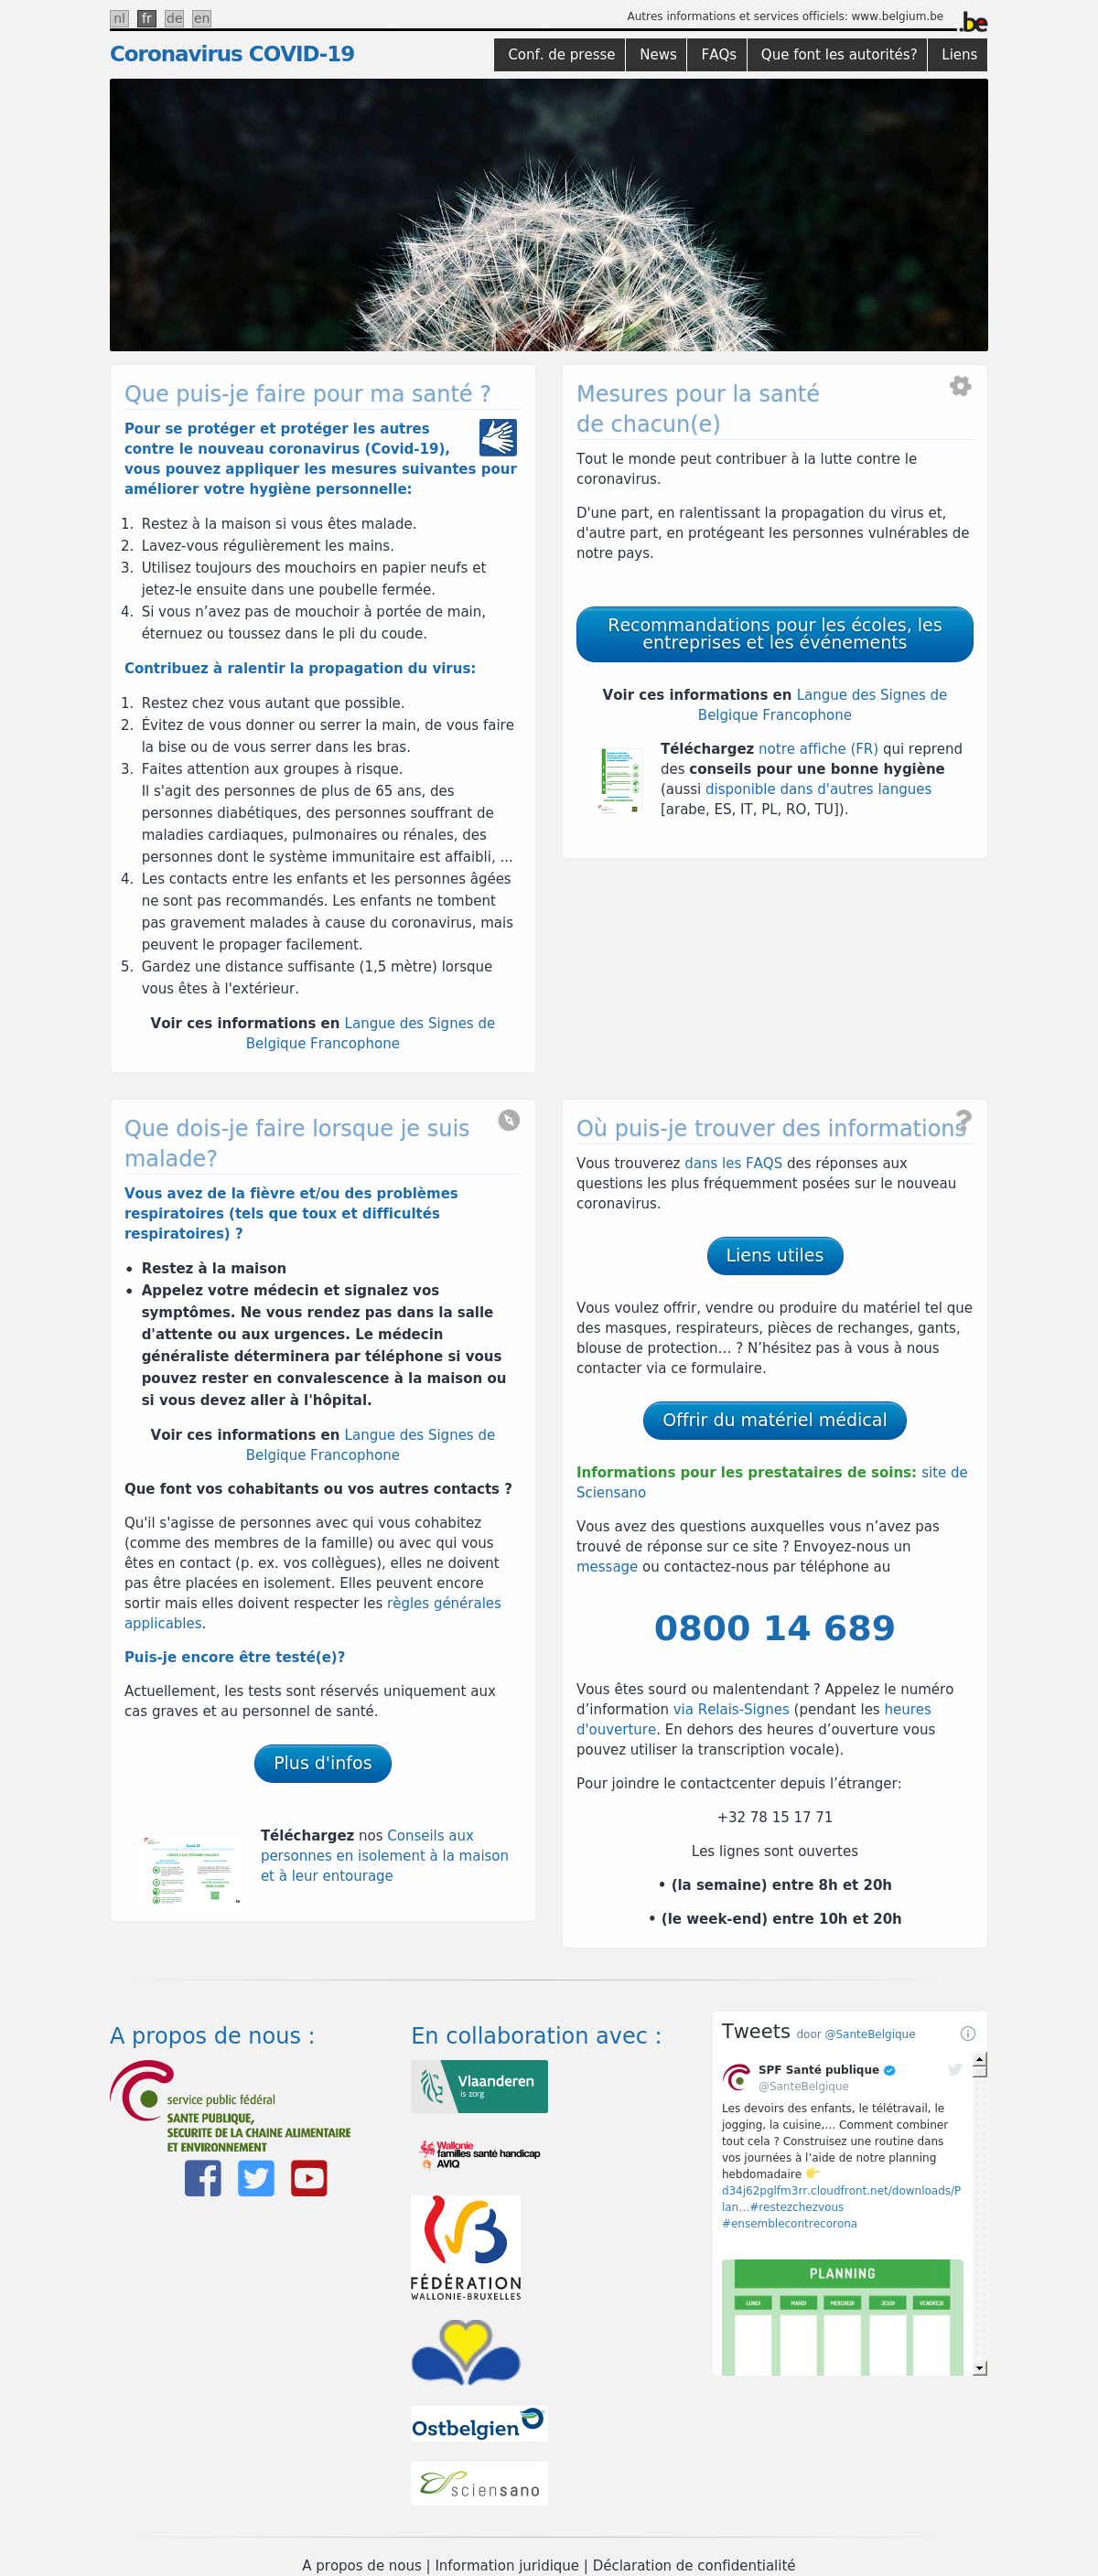 nl fr de en
Autres informations et services officiels: www.belgium.be
.be
Coronavirus COVID-19
Conf. de presse
News
FAQs
Que font les autorités?
Liens
Que puis-je faire pour ma santé ?
Pour se protéger et protéger les autres
contre le nouveau coronavirus (Covid-19),
vous pouvez appliquer les mesures suivantes pour
améliorer votre hygiène personnelle:
1. Restez à la maison si vous êtes malade.
2. Lavez-vous régulièrement les mains.
3. Utilisez toujours des mouchoirs en papier neufs et
jetez-le ensuite dans une poubelle fermée.
4. Si vous n’avez pas de mouchoir à portée de main,
éternuez ou toussez dans le pli du coude.
Contribuez à ralentir la propagation du virus:
1. Restez chez vous autant que possible.
2. Évitez de vous donner ou serrer la main, de vous faire
la bise ou de vous serrer dans les bras.
3. Faites attention aux groupes à risque.
Il s'agit des personnes de plus de 65 ans, des
personnes diabétiques, des personnes souffrant de
maladies cardiaques, pulmonaires ou rénales, des
personnes dont le système immunitaire est affaibli, ...
4. Les contacts entre les enfants et les personnes âgées
ne sont pas recommandés. Les enfants ne tombent
pas gravement malades à cause du coronavirus, mais
peuvent le propager facilement.
5. Gardez une distance suffisante (1,5 mètre) lorsque
vous êtes à l'extérieur.
Voir ces informations en Langue des Signes de
Belgique Francophone
Mesures pour la santé
de chacun(e)
Tout le monde peut contribuer à la lutte contre le
coronavirus.
D'une part, en ralentissant la propagation du virus et,
d'autre part, en protégeant les personnes vulnérables de
notre pays.
Recommandations pour les écoles, les
entreprises et les événements
Voir ces informations en Langue des Signes de
Belgique Francophone
Téléchargez notre affiche (FR) qui reprend
des conseils pour une bonne hygiène
(aussi disponible dans d'autres langues
[arabe, ES, IT, PL, RO, TU]).
Que dois-je faire lorsque je suis
malade?
Vous avez de la fièvre et/ou des problèmes
respiratoires (tels que toux et difficultés
respiratoires) ?
• Restez à la maison
• Appelez votre médecin et signalez vos
symptômes. Ne vous rendez pas dans la salle
d'attente ou aux urgences. Le médecin
généraliste déterminera par téléphone si vous
pouvez rester en convalescence à la maison ou
si vous devez aller à l'hôpital.
Voir ces informations en Langue des Signes de
Belgique Francophone
Que font vos cohabitants ou vos autres contacts ?
Qu'il s'agisse de personnes avec qui vous cohabitez
(comme des membres de la famille) ou avec qui vous
êtes en contact (p. ex. vos collègues), elles ne doivent
pas être placées en isolement. Elles peuvent encore
sortir mais elles doivent respecter les règles générales
applicables.
Puis-je encore être testé(e)?
Actuellement, les tests sont réservés uniquement aux
cas graves et au personnel de santé.
Plus d'infos
Téléchargez nos Conseils aux
personnes en isolement à la maison
et à leur entourage
Où puis-je trouver des informations
?
Vous trouverez dans les FAQS des réponses aux
questions les plus fréquemment posées sur le nouveau
coronavirus.
Liens utiles
Vous voulez offrir, vendre ou produire du matériel tel que
des masques, respirateurs, pièces de rechanges, gants,
blouse de protection... ? N’hésitez pas à vous à nous
contacter via ce formulaire.
Offrir du matériel médical
Informations pour les prestataires de soins: site de
Sciensano
Vous avez des questions auxquelles vous n’avez pas
trouvé de réponse sur ce site ? Envoyez-nous un
message ou contactez-nous par téléphone au
0800 14 689
Vous êtes sourd ou malentendant ? Appelez le numéro
d’information via Relais-Signes (pendant les heures
d'ouverture. En dehors des heures d’ouverture vous
pouvez utiliser la transcription vocale).
Pour joindre le contactcenter depuis l’étranger:
+32 78 15 17 71
Les lignes sont ouvertes
• (la semaine) entre 8h et 20h
• (le week-end) entre 10h et 20h
A propos de nous :
service public fédéral
SANTE PUBLIQUE,
SECURITE DE LA CHAINE ALIMENTAIRE
ET ENVIRONNEMENT
En collaboration avec :
Vlaanderen
is zorg
Wallonie
familles santé handicap
AVIQ
FÉDÉRATION
WALLONIE-BRUXELLES
Ostbelgien
sciensano
Tweets door @SanteBelgique
SPF Santé publique
@SanteBelgique
Les devoirs des enfants, le télétravail, le
jogging, la cuisine,... Comment combiner
tout cela ? Construisez une routine dans
vos journées à l’aide de notre planning
hebdomadaire 👉
d34j62pglfm3rr.cloudfront.net/downloads/P
lan…#restezchezvous
#ensemblecontrecorona
PLANNING
LUNDI MARDI MERCREDI JEUDI VENDREDI
A propos de nous | Information juridique | Déclaration de confidentialité